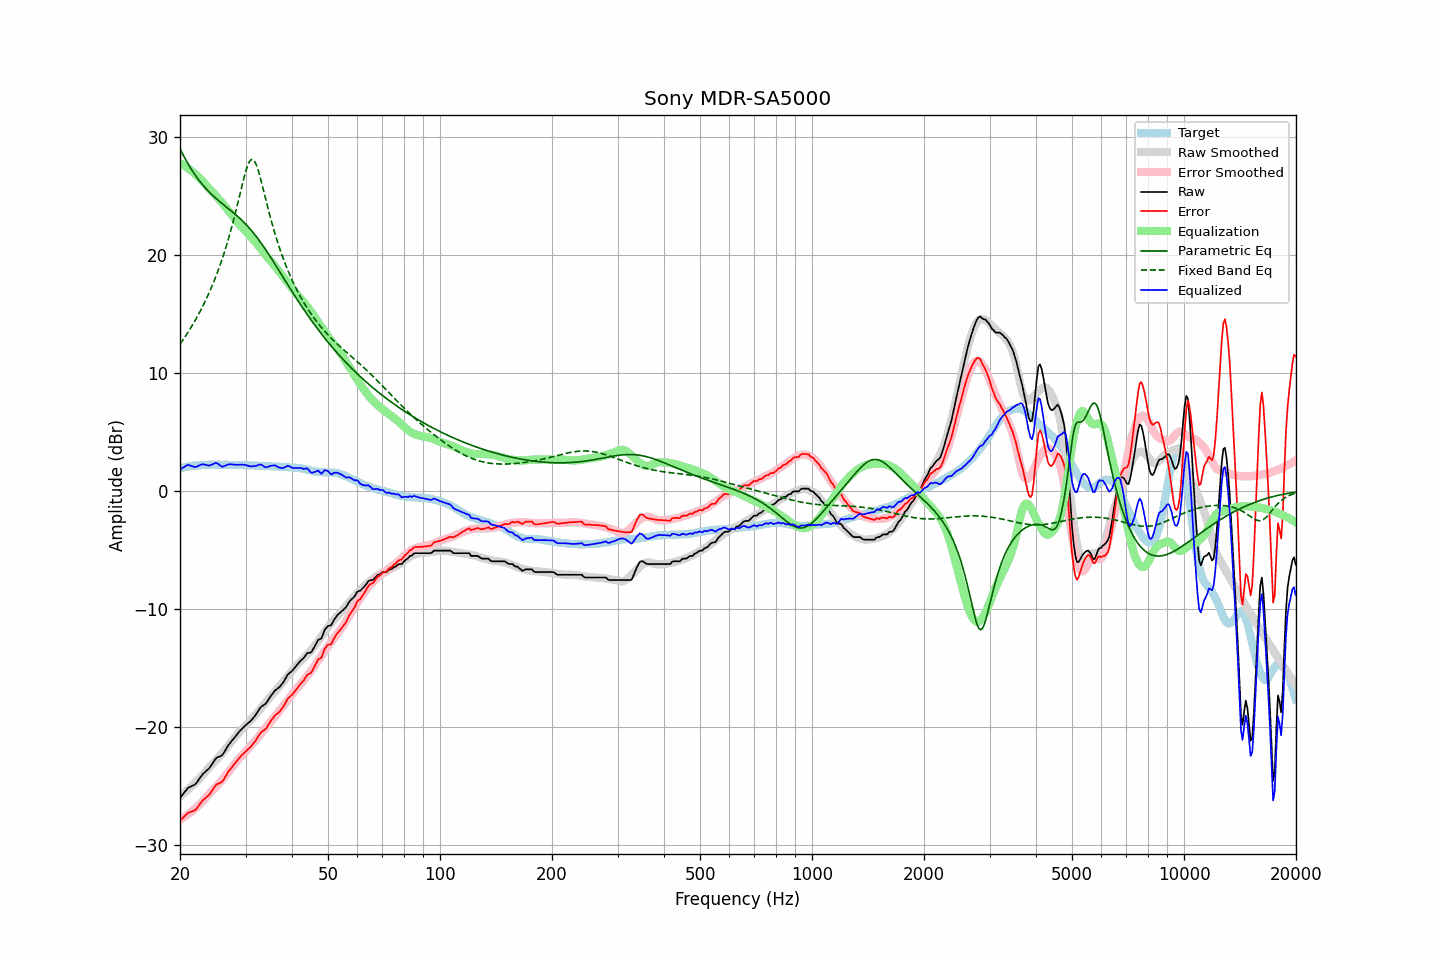 Sony MDR-SA5000
30
20
10
0
−10
−20
−30
Amplitude (dBr)
Target
Raw Smoothed
Error Smoothed
Raw
Error
Equalization
Parametric Eq
Fixed Band Eq
Equalized
20 50 100 200 500 1000 2000 5000 10000 20000
Frequency (Hz)